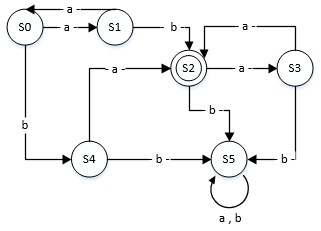 a
S0 a S1 b a
S2 a S3
b a b
S4 b S5 b
a , b